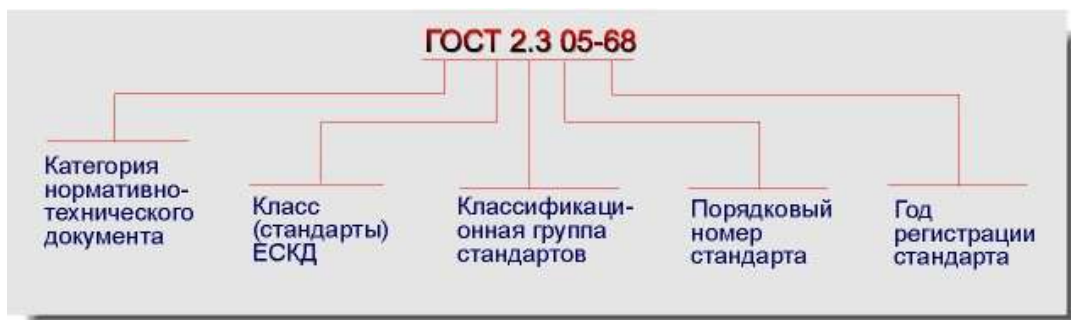 ГОСТ 2.3 05-68
Категория
нормативно-
технического
документа
Класс
(стандарты)
ЕСКД
Классификаци-
онная группа
стандартов
Порядковый
номер
стандарта
Год
регистрации
стандарта